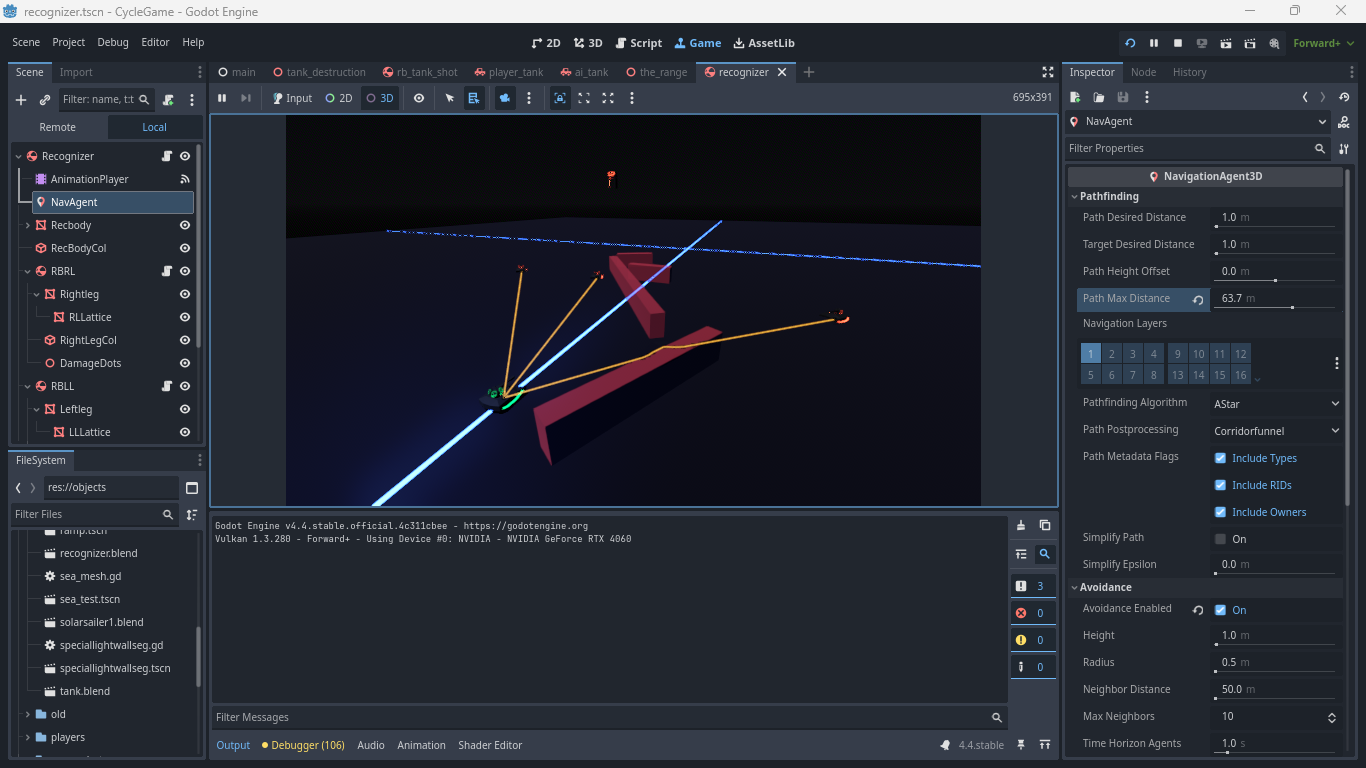 recognizer.tscn - CycleGame - Godot Engine
Scene Project Debug Editor Help
2D 3D Script Game AssetLib
Forward+
Scene Import
main tank_destruction rb_tank_shot player_tank ai_tank the_range recognizer
Inspector Node History
Filter: name, t:t
Input 2D 3D
695x391
Remote Local
NavAgent
Filter Properties
Recognizer
AnimationPlayer
NavAgent
Recbody
RecBodyCol
RBRL
Rightleg
RLLattice
RightLegCol
DamageDots
RBLL
Leftleg
LLLattice
NavigationAgent3D
Pathfinding
Path Desired Distance 1.0 m
Target Desired Distance 1.0 m
Path Height Offset 0.0 m
Path Max Distance 63.7 m
Navigation Layers
1 2 3 4 9 10 11 12
5 6 7 8 13 14 15 16
Pathfinding Algorithm AStar
Path Postprocessing Corridorfunnel
Path Metadata Flags Include Types
Include RIDs
Include Owners
Simplify Path On
Simplify Epsilon 0.0 m
Avoidance
Avoidance Enabled On
Height 1.0 m
Radius 0.5 m
Neighbor Distance 50.0 m
Max Neighbors 10
Time Horizon Agents 1.0 s
FileSystem
res://objects
Filter Files
ramp.tscn
recognizer.blend
sea_mesh.gd
sea_test.tscn
solarsailer1.blend
speciallightwallseg.gd
speciallightwallseg.tscn
tank.blend
old
players
Godot Engine v4.4.stable.official.4c311cbee - https://godotengine.org
Vulkan 1.3.280 - Forward+ - Using Device #0: NVIDIA - NVIDIA GeForce RTX 4060
3
0
0
0
Filter Messages
Output Debugger (106) Audio Animation Shader Editor
4.4.stable